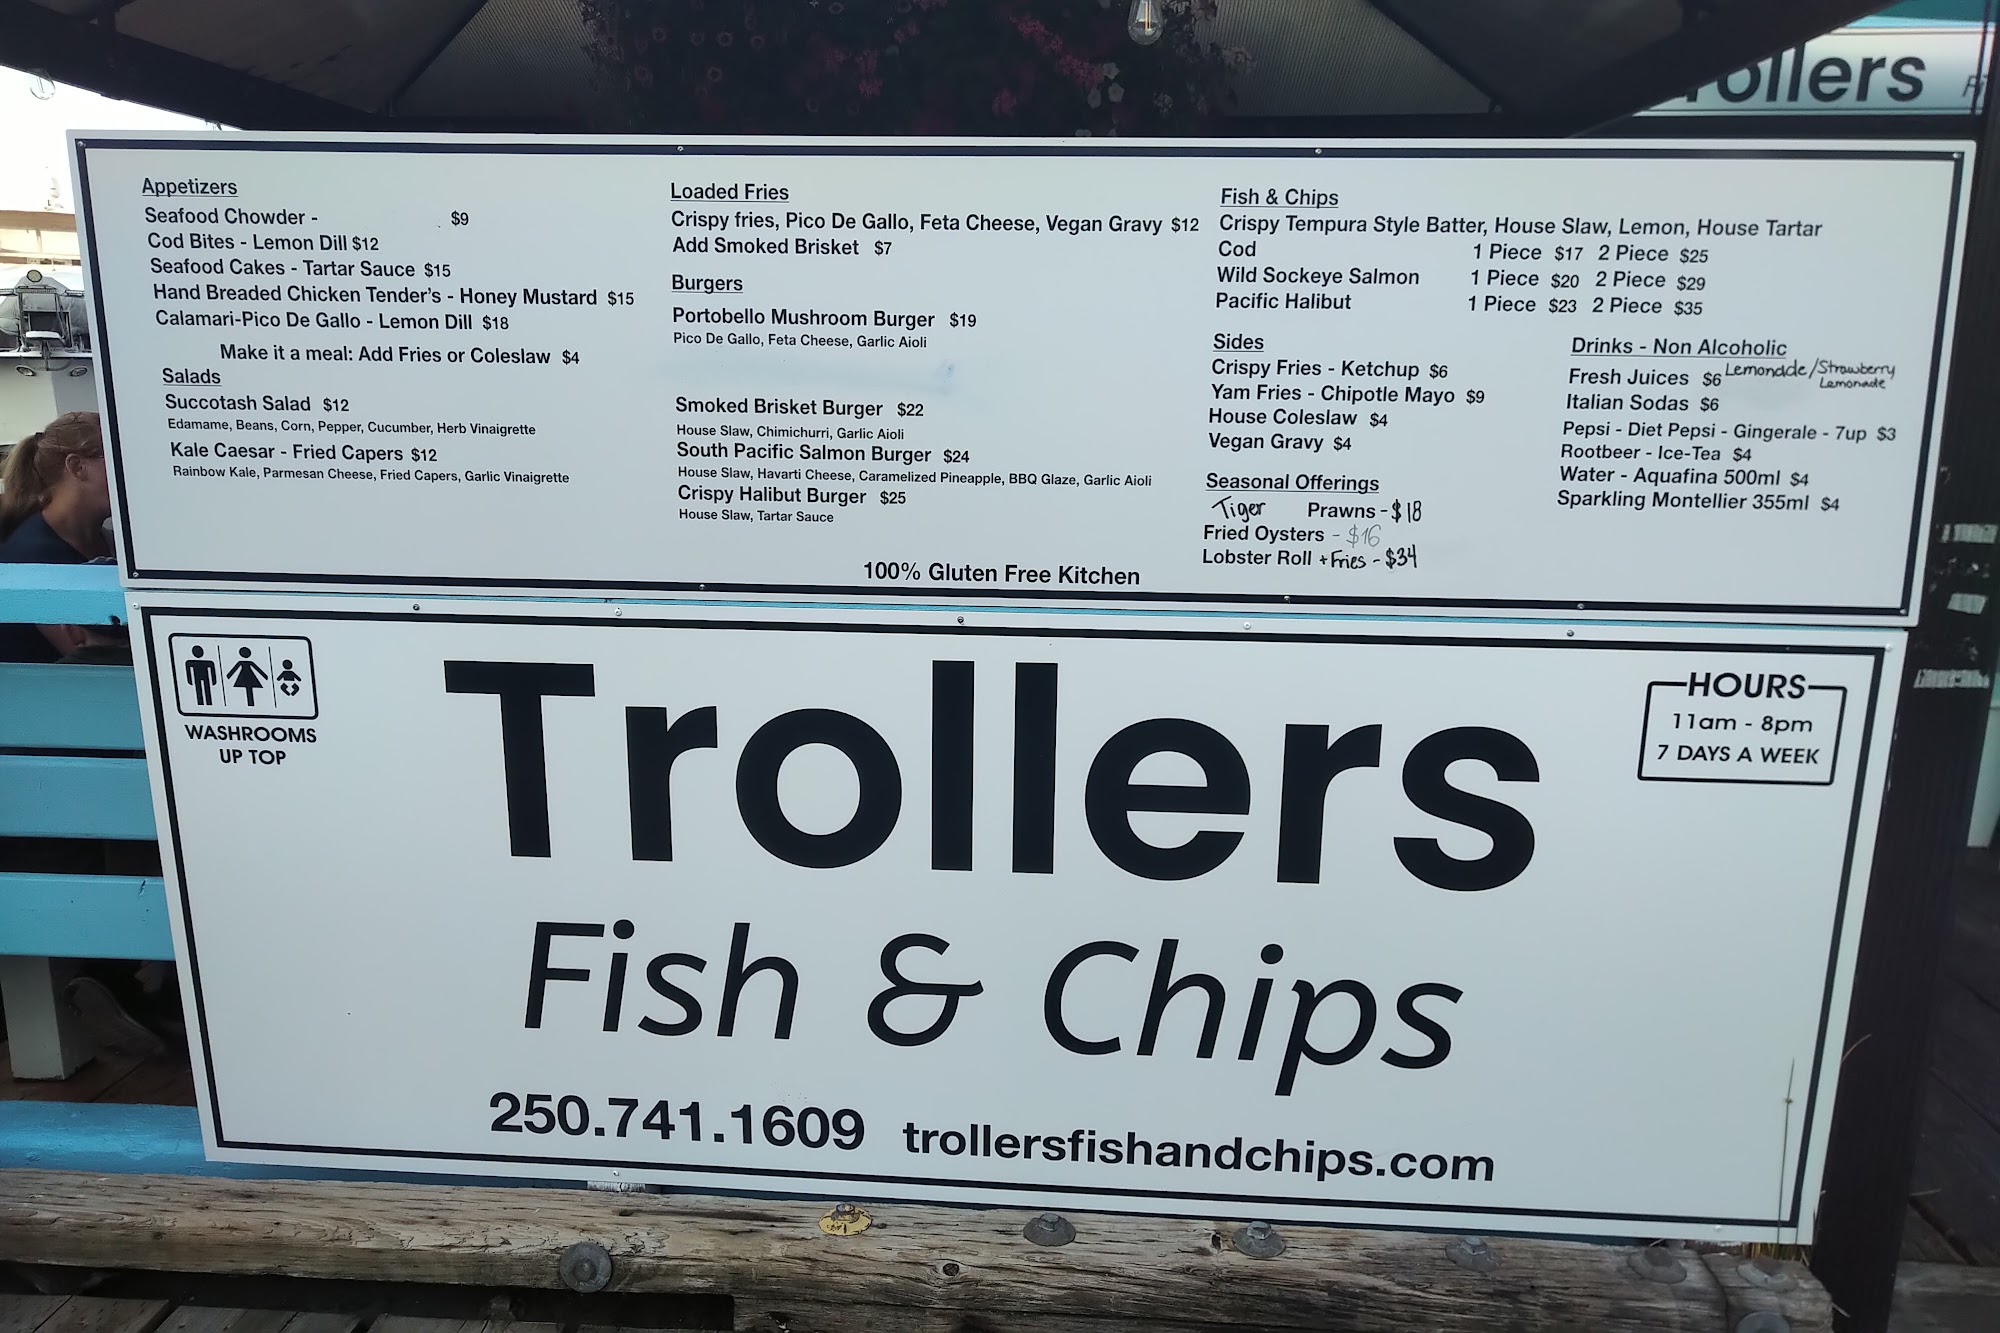 rollers
Appetizers
Seafood Chowder - $9
Cod Bites - Lemon Dill $12
Seafood Cakes - Tartar Sauce $15
Hand Breaded Chicken Tender's - Honey Mustard $15
Calamari-Pico De Gallo - Lemon Dill $18
Make it a meal: Add Fries or Coleslaw $4
Salads
Succotash Salad $12
Edamame, Beans, Corn, Pepper, Cucumber, Herb Vinaigrette
Kale Caesar - Fried Capers $12
Rainbow Kale, Parmesan Cheese, Fried Capers, Garlic Vinaigrette
Loaded Fries
Crispy fries, Pico De Gallo, Feta Cheese, Vegan Gravy $12
Add Smoked Brisket $7
Burgers
Portobello Mushroom Burger $19
Pico De Gallo, Feta Cheese, Garlic Aioli
Smoked Brisket Burger $22
House Slaw, Chimichurri, Garlic Aioli
South Pacific Salmon Burger $24
House Slaw, Havarti Cheese, Caramelized Pineapple, BBQ Glaze, Garlic Aioli
Crispy Halibut Burger $25
House Slaw, Tartar Sauce
Fish & Chips
Crispy Tempura Style Batter, House Slaw, Lemon, House Tartar
Cod 1 Piece $17 2 Piece $25
Wild Sockeye Salmon 1 Piece $20 2 Piece $29
Pacific Halibut 1 Piece $23 2 Piece $35
Sides
Crispy Fries - Ketchup $6
Yam Fries - Chipotle Mayo $9
House Coleslaw $4
Vegan Gravy $4
Seasonal Offerings
Tiger Prawns - $18
Fried Oysters - $16
Lobster Roll + Fries - $34
Drinks - Non Alcoholic
Fresh Juices $6 Lemonade/Strawberry
Lemonade
Italian Sodas $6
Pepsi - Diet Pepsi - Gingerale - 7up $3
Rootbeer - Ice-Tea $4
Water - Aquafina 500ml $4
Sparkling Montellier 355ml $4
100% Gluten Free Kitchen
WASHROOMS
UP TOP
HOURS
11am - 8pm
7 DAYS A WEEK
Trollers
Fish & Chips
250.741.1609 trollersfishandchips.com